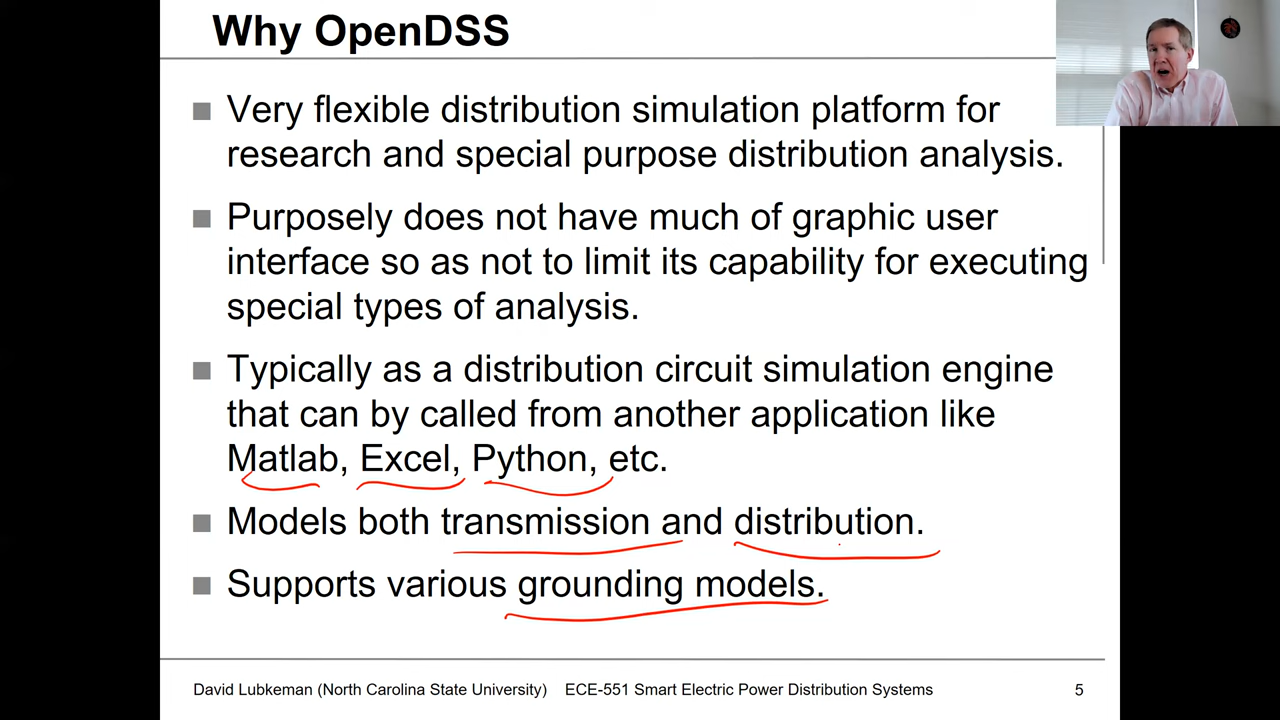 Why OpenDSS
Very flexible distribution simulation platform for
research and special purpose distribution analysis.
Purposely does not have much of graphic user
interface so as not to limit its capability for executing
special types of analysis.
Typically as a distribution circuit simulation engine
that can by called from another application like
Matlab, Excel, Python, etc.
Models both transmission and distribution.
Supports various grounding models.
David Lubkeman (North Carolina State University) ECE-551 Smart Electric Power Distribution Systems 5